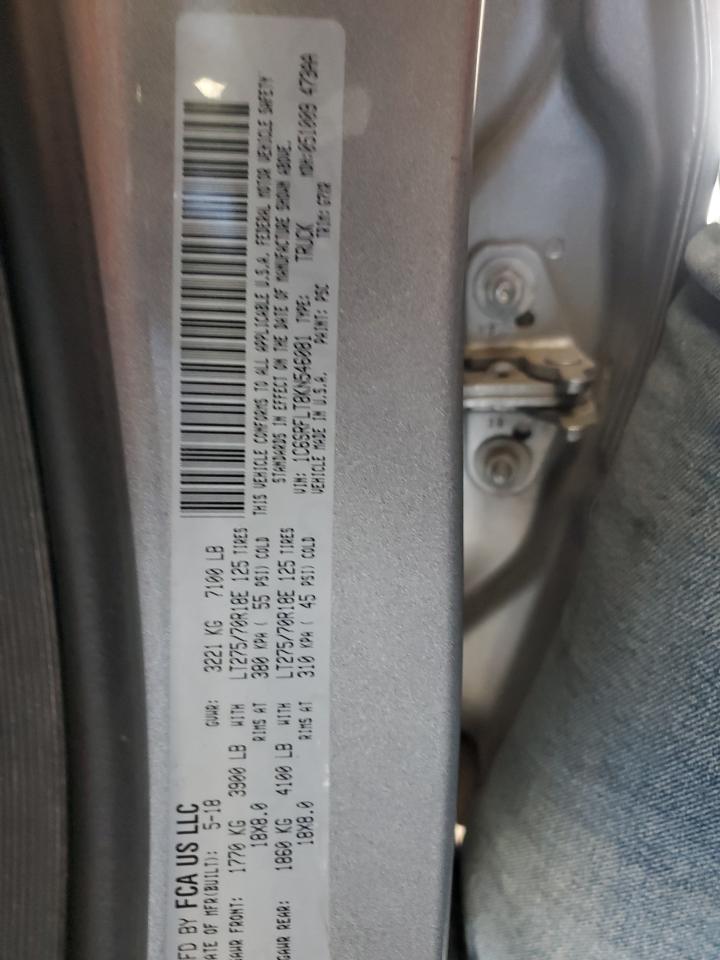 FD BY FCA US LLC
ATE OF MFR(BUILT): 5-18 GVWR: 3221 KG 7100 LB
GAWR FRONT: 1770 KG 3900 LB WITH LT275/70R18E 125 TIRES
18X8.0 RIMS AT 380 KPA ( 55 PSI) COLD
GAWR REAR: 1860 KG 4100 LB WITH LT275/70R18E 125 TIRES
18X8.0 RIMS AT 310 KPA ( 45 PSI) COLD
THIS VEHICLE CONFORMS TO ALL APPLICABLE U.S.A. FEDERAL MOTOR VEHICLE SAFETY
STANDARDS IN EFFECT ON THE DATE OF MANUFACTURE SHOWN ABOVE.
VIN: 1C6SRFLT8KN546081 TYPE: TRUCK MDH:051009 479AA
VEHICLE MADE IN U.S.A. PAINT: PSC TRIM: